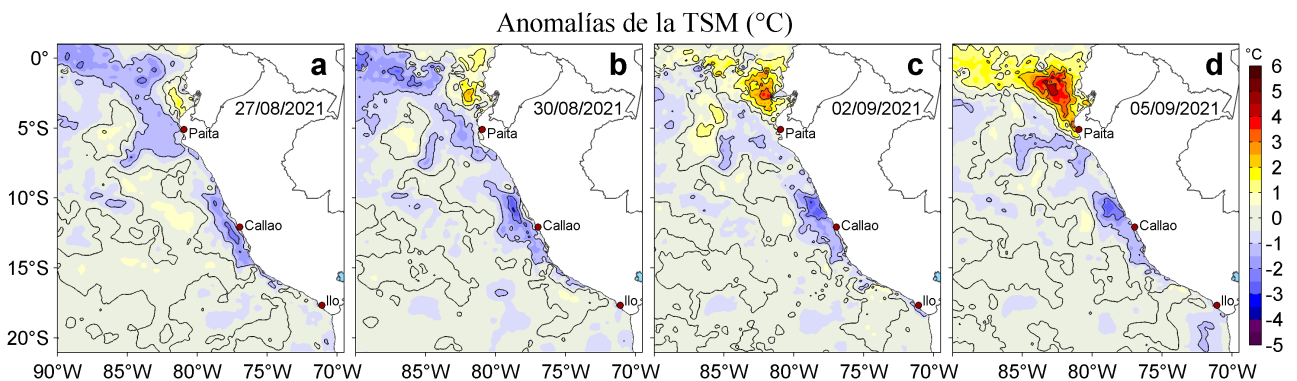 Anomalías de la TSM (°C)
a
27/08/2021
Paita
Callao
Ilo
b
30/08/2021
Paita
Callao
Ilo
c
02/09/2021
Paita
Callao
Ilo
d
05/09/2021
Paita
Callao
Ilo
0°
5°S
10°S
15°S
20°S
90°W 85°W 80°W 75°W 70°W
85°W 80°W 75°W 70°W
85°W 80°W 75°W 70°W
85°W 80°W 75°W 70°W
°C
6
5
4
3
2
1
0
-1
-2
-3
-4
-5